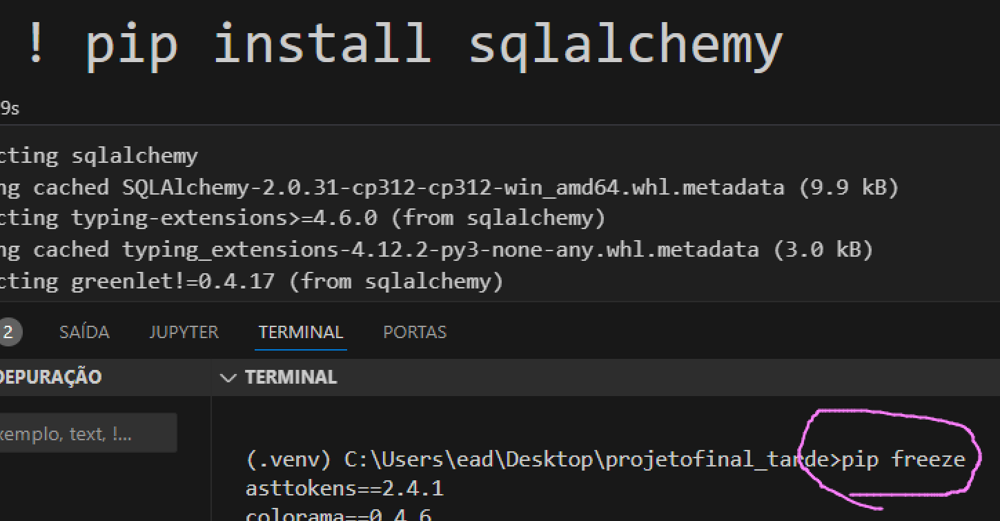 ! pip install sqlalchemy
9s
cting sqlalchemy
ng cached SQLAlchemy-2.0.31-cp312-cp312-win_amd64.whl.metadata (9.9 kB)
cting typing-extensions>=4.6.0 (from sqlalchemy)
ng cached typing_extensions-4.12.2-py3-none-any.whl.metadata (3.0 kB)
cting greenlet!=0.4.17 (from sqlalchemy)
2 SAÍDA JUPYTER TERMINAL PORTAS
DEPURAÇÃO TERMINAL
xemplo, text, !...
(.venv) C:\Users\ead\Desktop\projetofinal_tarde>pip freeze
asttokens==2.4.1
colorama==0.4.6